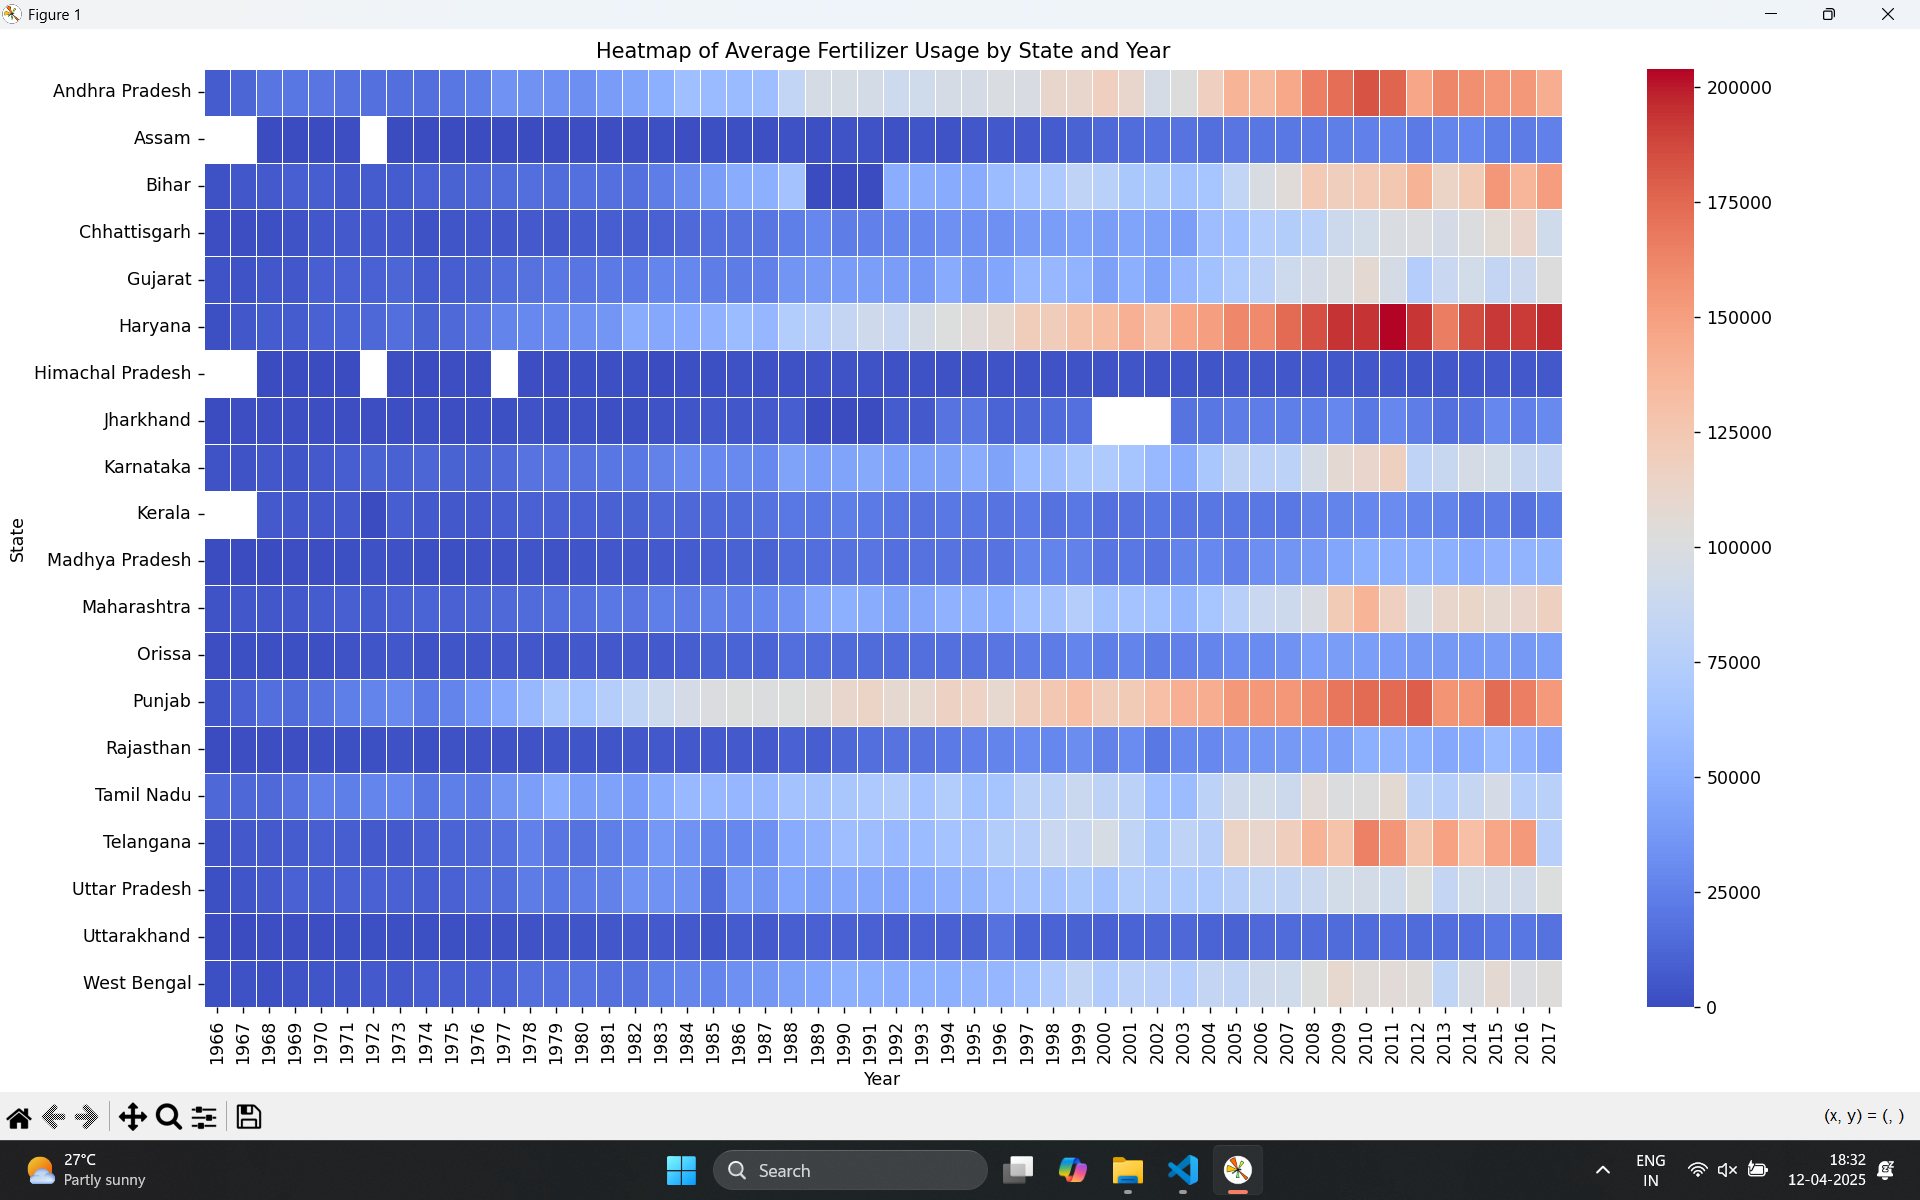 Figure 1
Heatmap of Average Fertilizer Usage by State and Year
State
Andhra Pradesh
Assam
Bihar
Chhattisgarh
Gujarat
Haryana
Himachal Pradesh
Jharkhand
Karnataka
Kerala
Madhya Pradesh
Maharashtra
Orissa
Punjab
Rajasthan
Tamil Nadu
Telangana
Uttar Pradesh
Uttarakhand
West Bengal
1966 1967 1968 1969 1970 1971 1972 1973 1974 1975 1976 1977 1978 1979 1980 1981 1982 1983 1984 1985 1986 1987 1988 1989 1990 1991 1992 1993 1994 1995 1996 1997 1998 1999 2000 2001 2002 2003 2004 2005 2006 2007 2008 2009 2010 2011 2012 2013 2014 2015 2016 2017
Year
200000
175000
150000
125000
100000
75000
50000
25000
0
(x, y) = (, )
27°C
Partly sunny
Search
ENG
IN
18:32
12-04-2025